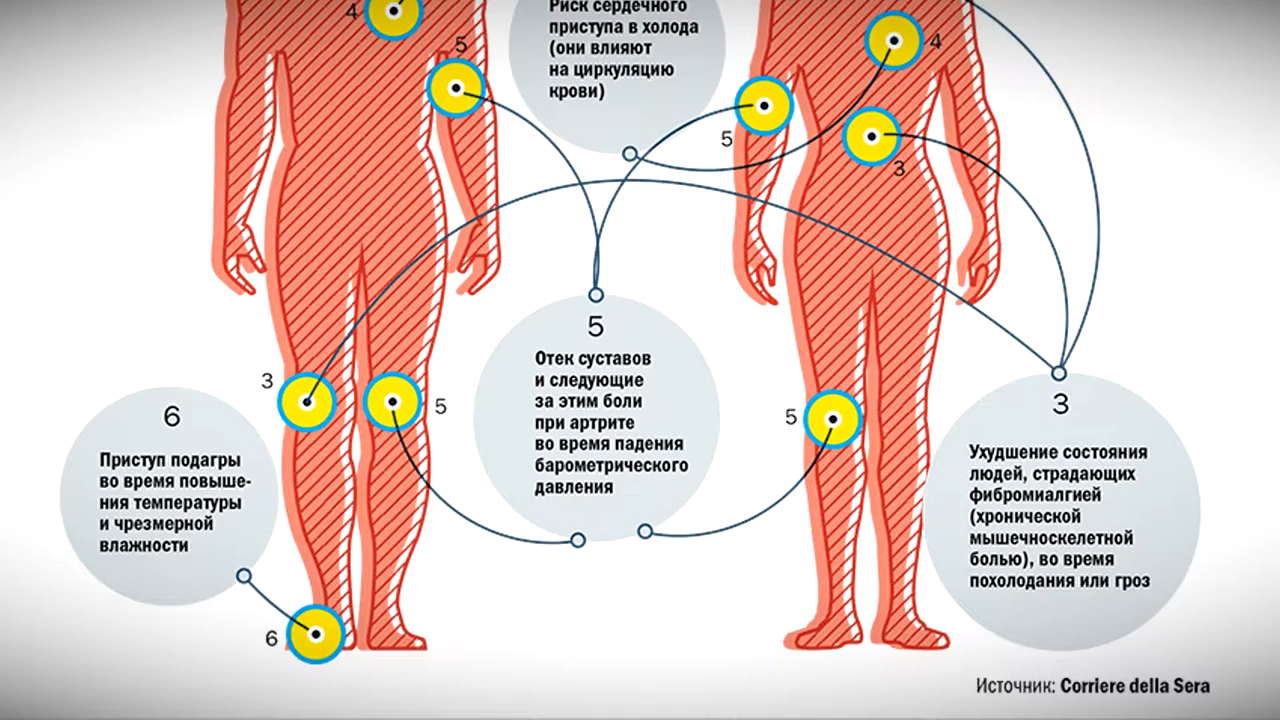 Риск сердечного
приступа в холода
(они влияют
на циркуляцию
крови)
4
5
4
5
3
3
5
5
5
Отек суставов
и следующие
за этим боли
при артрите
во время падения
барометрического
давления
6
Приступ подагры
во время повыше-
ния температуры
и чрезмерной
влажности
6
3
Ухудшение состояния
людей, страдающих
фибромиалгией
(хронической
мышечноскелетной
болью), во время
похолодания или гроз
Источник: Corriere della Sera